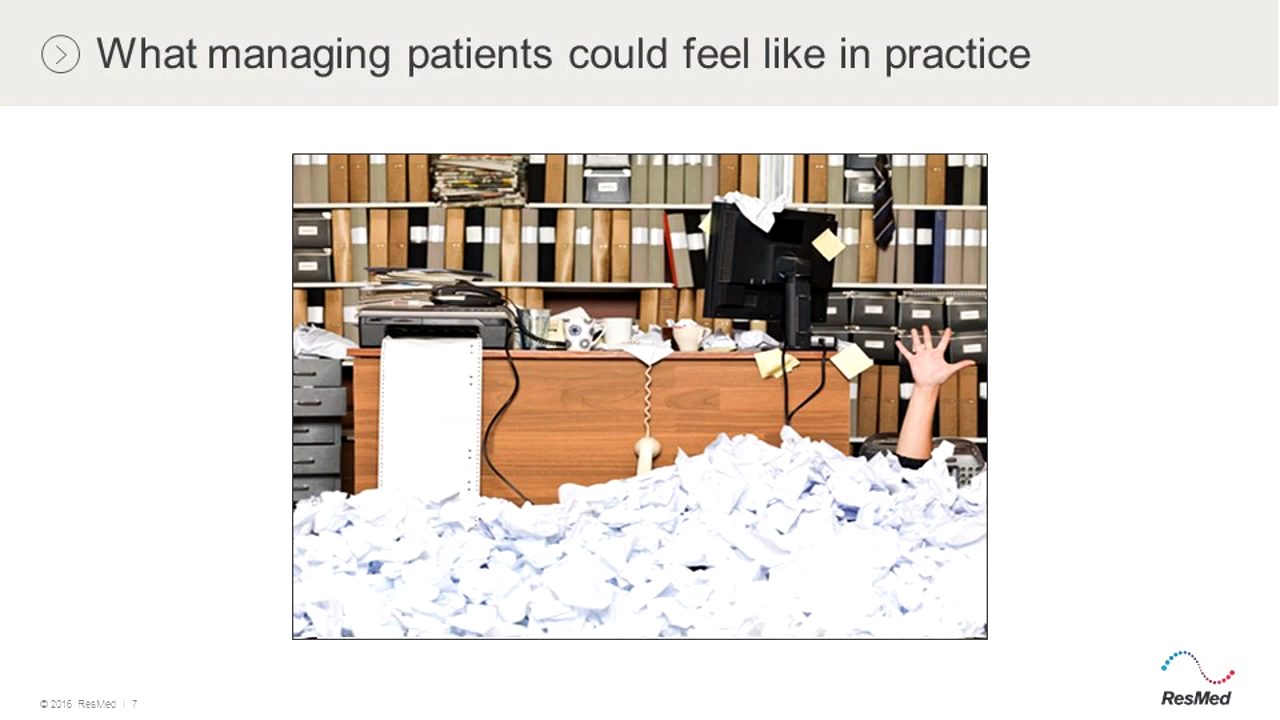 What managing patients could feel like in practice
ResMed
© 2016 ResMed | 7